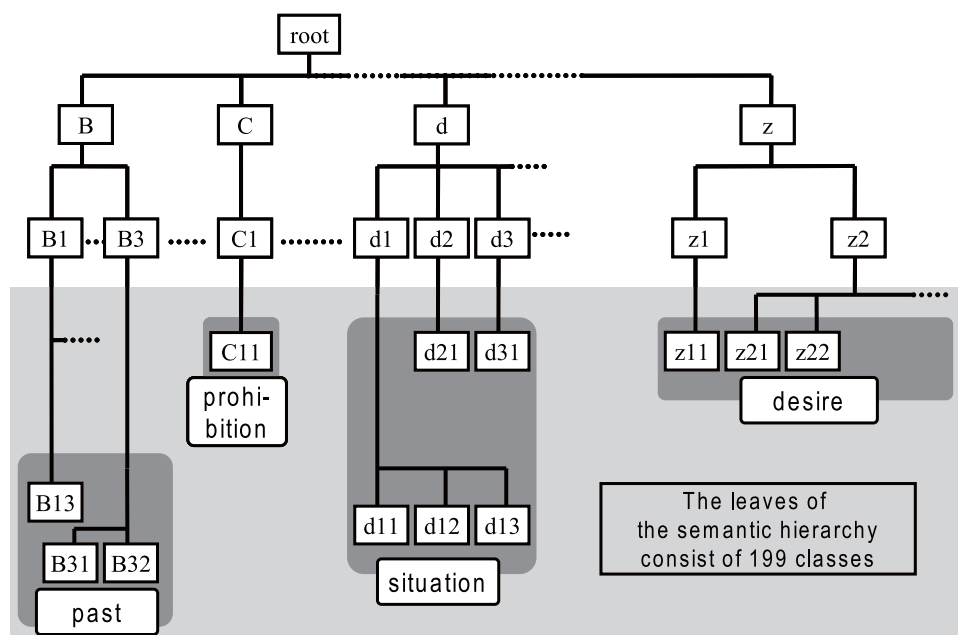 root
B C d z
B1 B3 C1 d1 d2 d3 z1 z2
C11 d21 d31 z11 z21 z22
prohi-
bition
desire
B13
d11 d12 d13
The leaves of
the semantic hierarchy
consist of 199 classes
B31 B32
situation
past